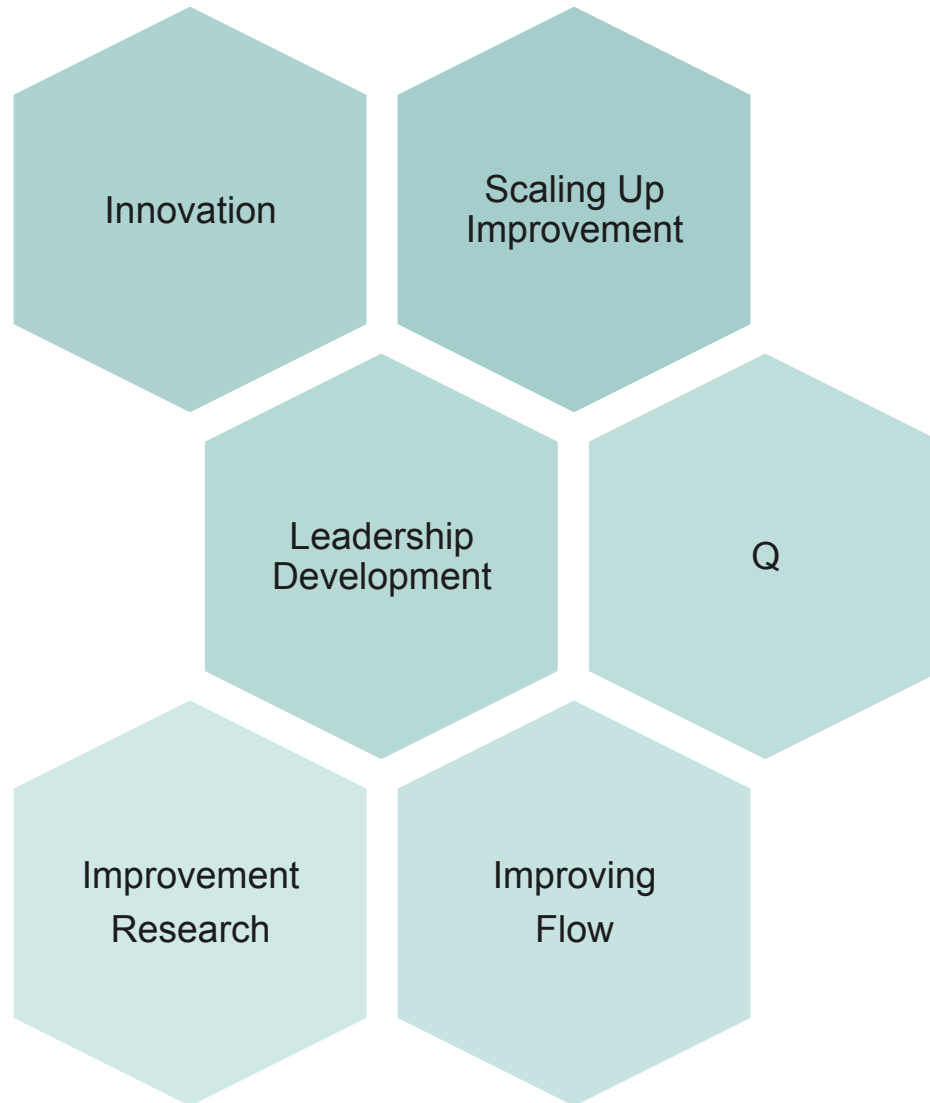 Innovation
Scaling Up
Improvement
Leadership
Development
Q
Improvement
Research
Improving
Flow